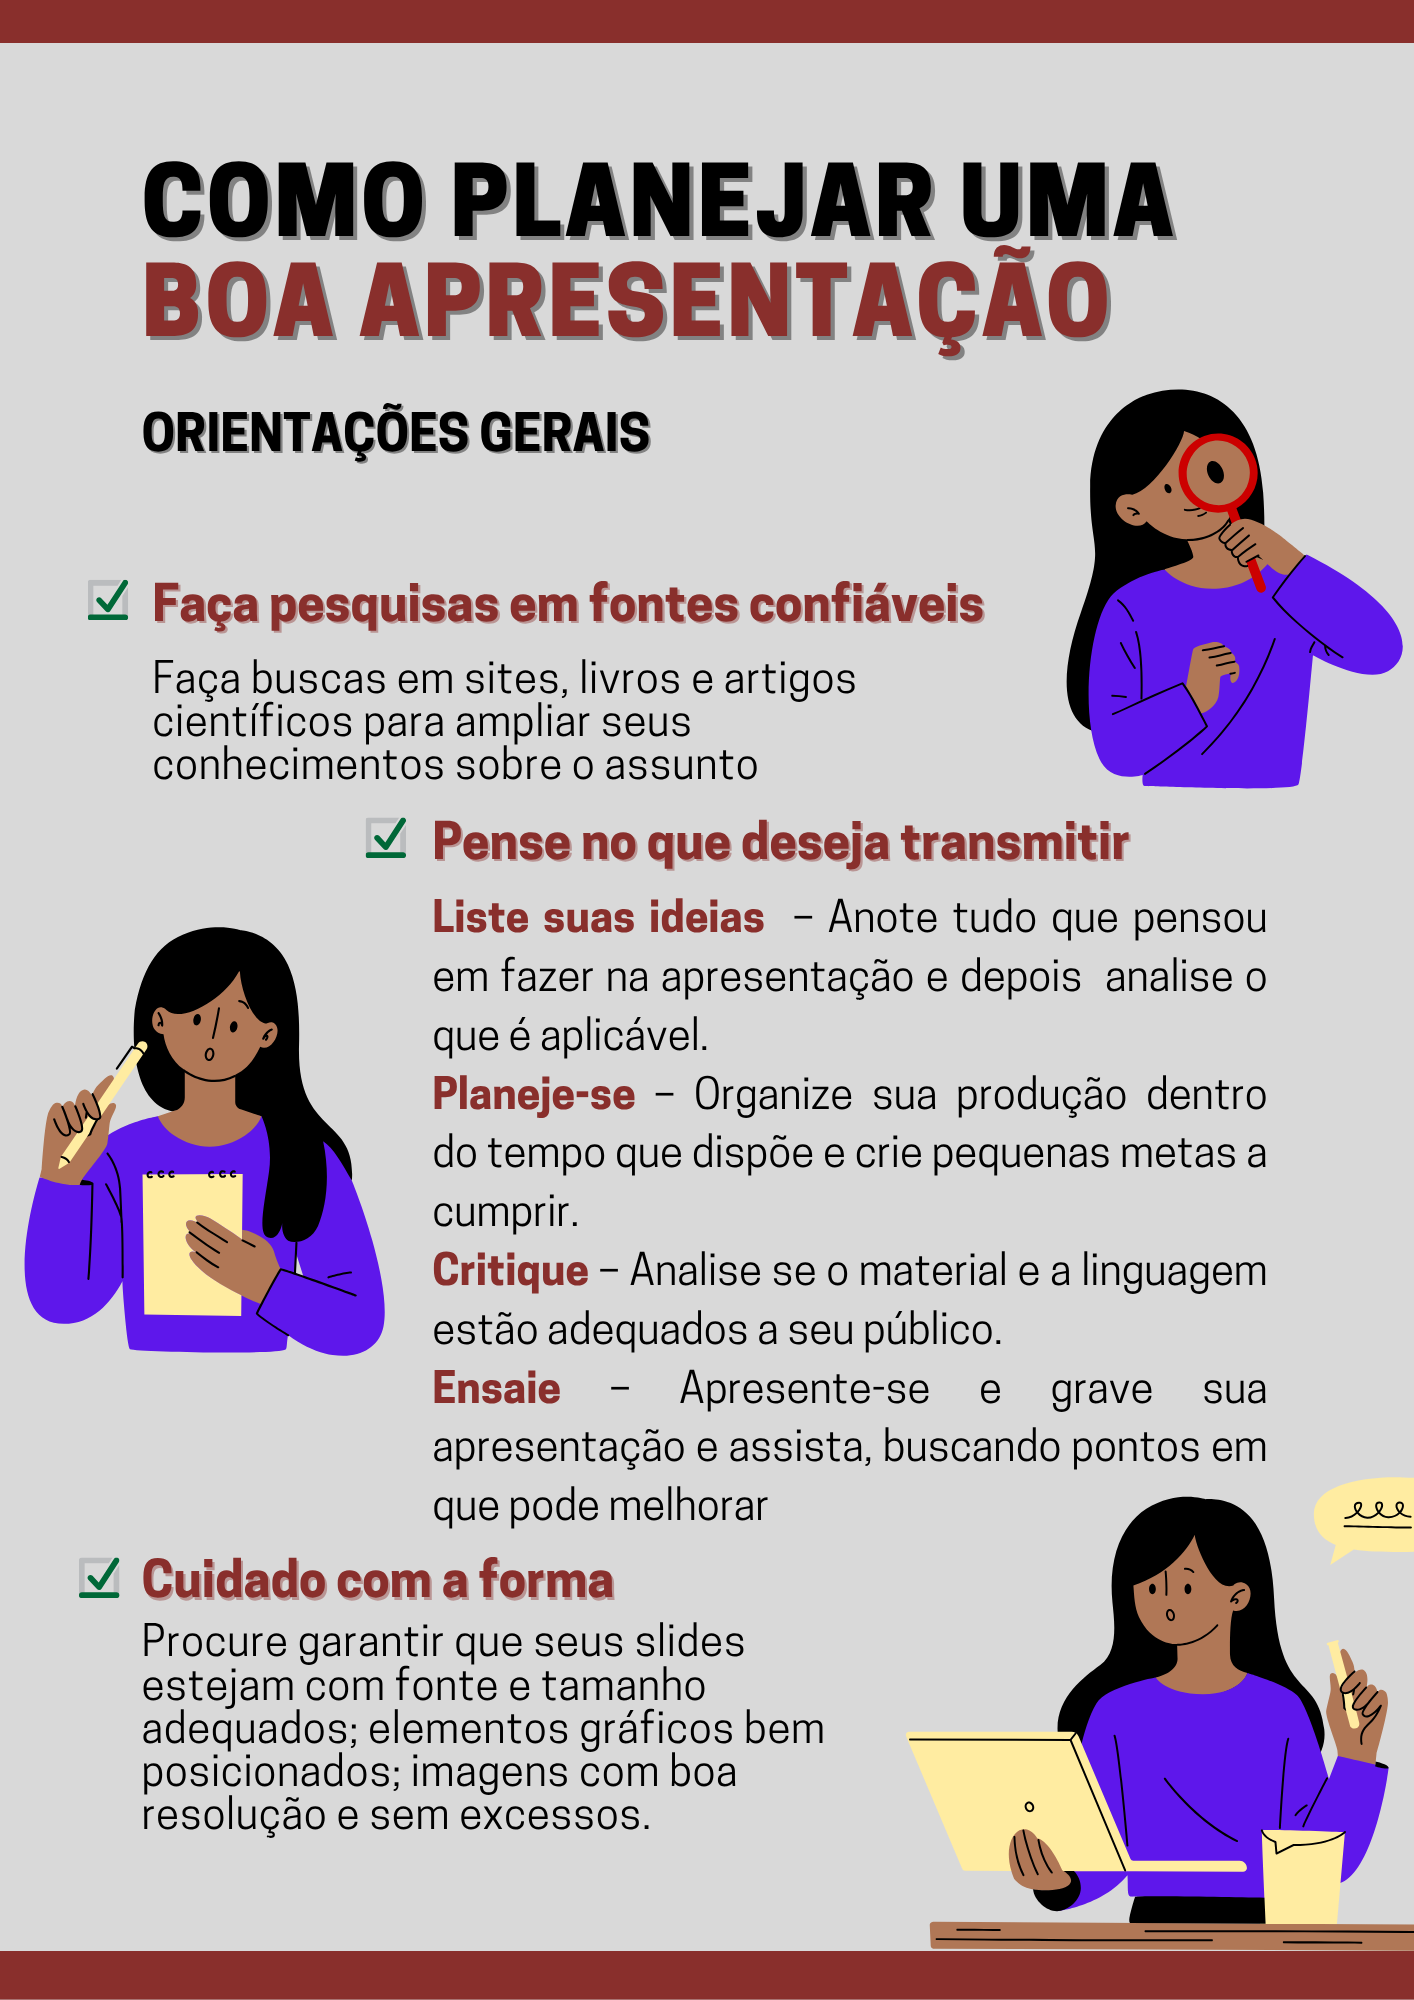 COMO PLANEJAR UMA
BOA APRESENTAÇÃO
ORIENTAÇÕES GERAIS
Faça pesquisas em fontes confiáveis
Faça buscas em sites, livros e artigos
científicos para ampliar seus
conhecimentos sobre o assunto
Pense no que deseja transmitir
Liste suas ideias – Anote tudo que pensou
em fazer na apresentação e depois analise o
que é aplicável.
Planeje-se – Organize sua produção dentro
do tempo que dispõe e crie pequenas metas a
cumprir.
Critique – Analise se o material e a linguagem
estão adequados a seu público.
Ensaie – Apresente-se e grave sua
apresentação e assista, buscando pontos em
que pode melhorar
Cuidado com a forma
Procure garantir que seus slides
estejam com fonte e tamanho
adequados; elementos gráficos bem
posicionados; imagens com boa
resolução e sem excessos.